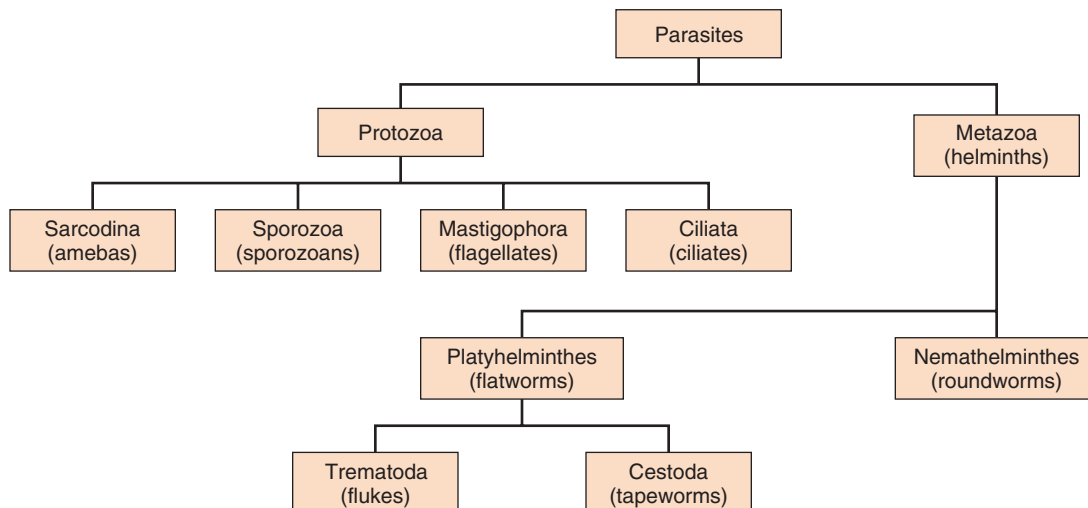 Parasites
Protozoa
Metazoa
(helminths)
Sarcodina
(amebas)
Sporozoa
(sporozoans)
Mastigophora
(flagellates)
Ciliata
(ciliates)
Platyhelminthes
(flatworms)
Nemathelminthes
(roundworms)
Trematoda
(flukes)
Cestoda
(tapeworms)